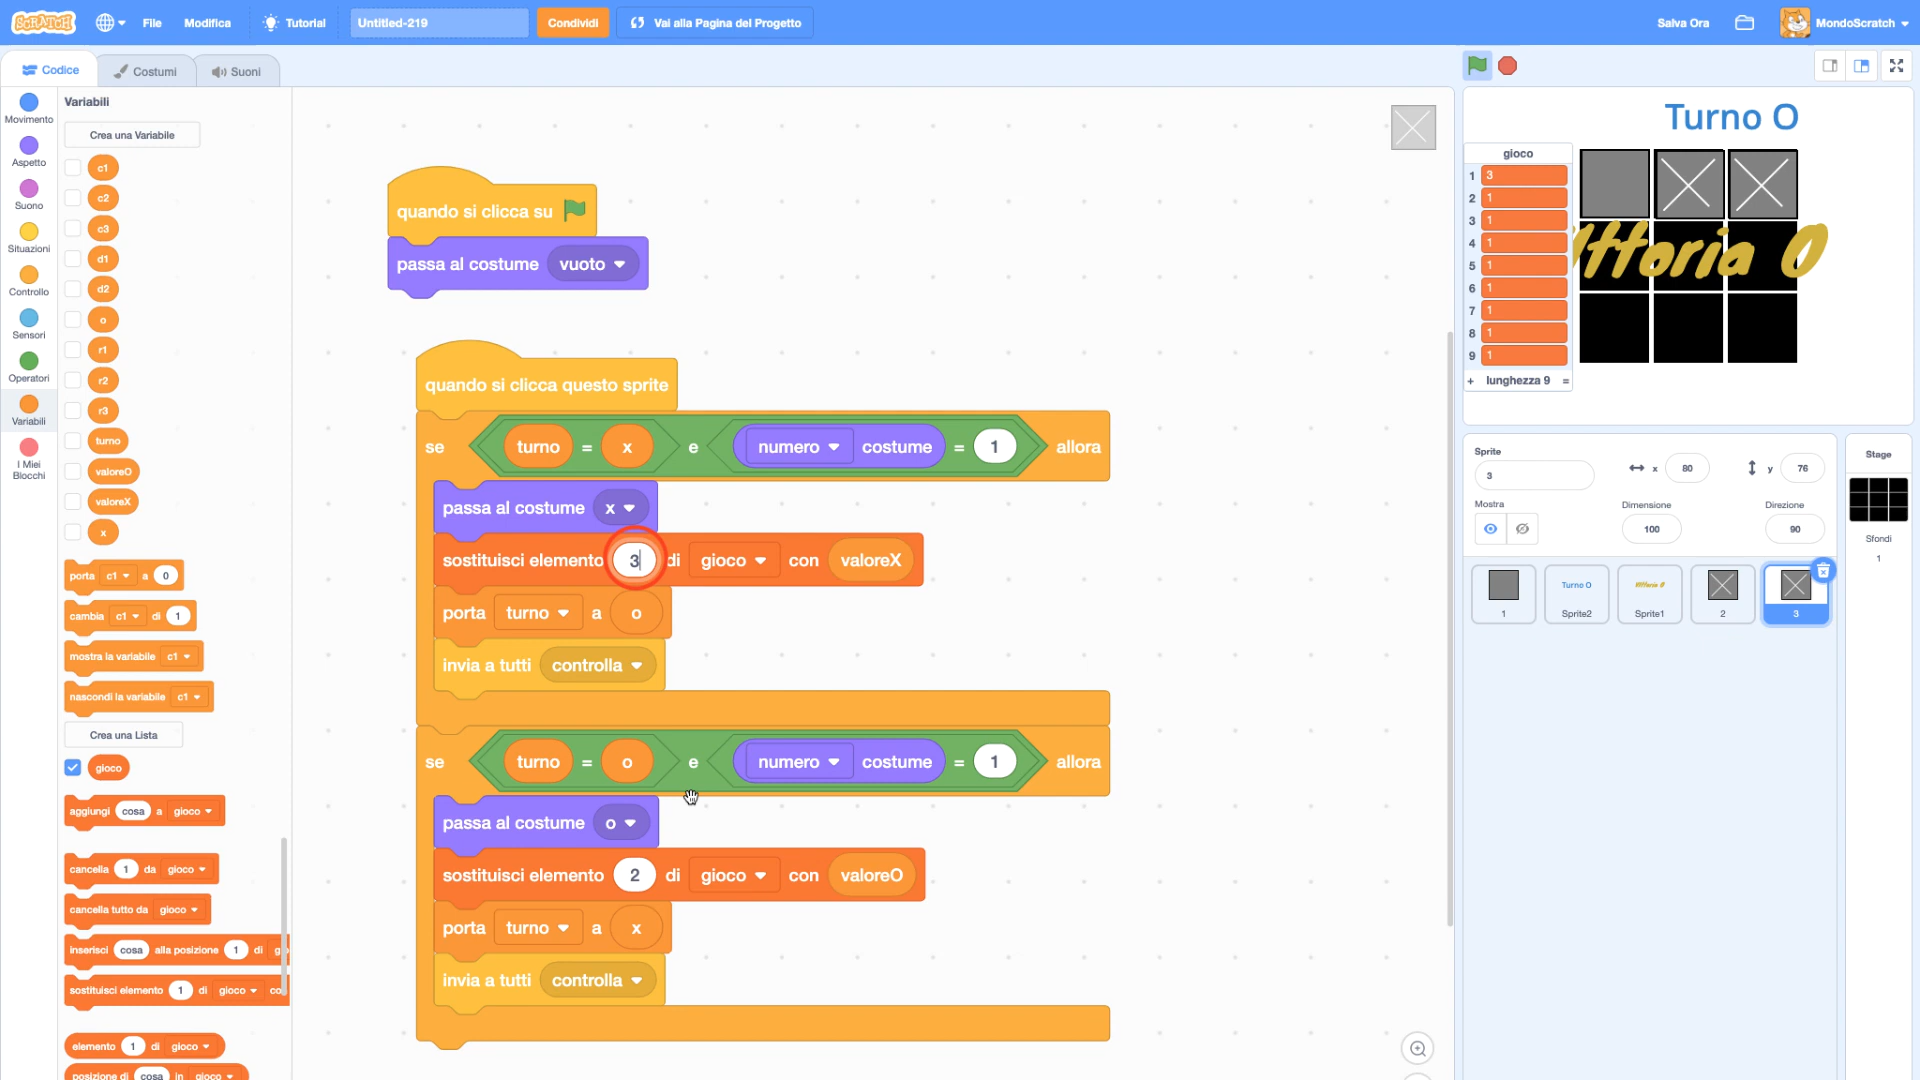 SCRATCH
File
Modifica
Tutorial
Untitled-219
Condividi
Vai alla Pagina del Progetto
Salva Ora
MondoScratch
Codice
Costumi
Suoni
Movimento
Aspetto
Suono
Situazioni
Controllo
Sensori
Operatori
Variabili
I Miei
Blocchi
Variabili
Crea una Variabile
c1
c2
c3
d1
d2
o
r1
r2
r3
turno
valoreO
valoreX
x
porta c1 a 0
cambia c1 di 1
mostra la variabile c1
nascondi la variabile c1
Crea una Lista
gioco
aggiungi cosa a gioco
cancella 1 da gioco
cancella tutto da gioco
inserisci cosa alla posizione 1 di
sostituisci elemento 1 di gioco
elemento 1 di gioco
posizione di cosa in gioco
quando si clicca su
passa al costume vuoto
quando si clicca questo sprite
se turno = x e numero costume = 1 allora
passa al costume x
sostituisci elemento 3 di gioco con valoreX
porta turno a o
invia a tutti controlla
se turno = o e numero costume = 1 allora
passa al costume o
sostituisci elemento 2 di gioco con valoreO
porta turno a x
invia a tutti controlla
Turno O
gioco
1 3
2 1
3 1
4 1
5 1
6 1
7 1
8 1
9 1
+ lunghezza 9 =
Vittoria O
Sprite
3
x 80
y 76
Mostra
Dimensione
100
Direzione
90
1
Turno O
Sprite2
Vittoria O
Sprite1
2
3
Stage
Sfondi
1